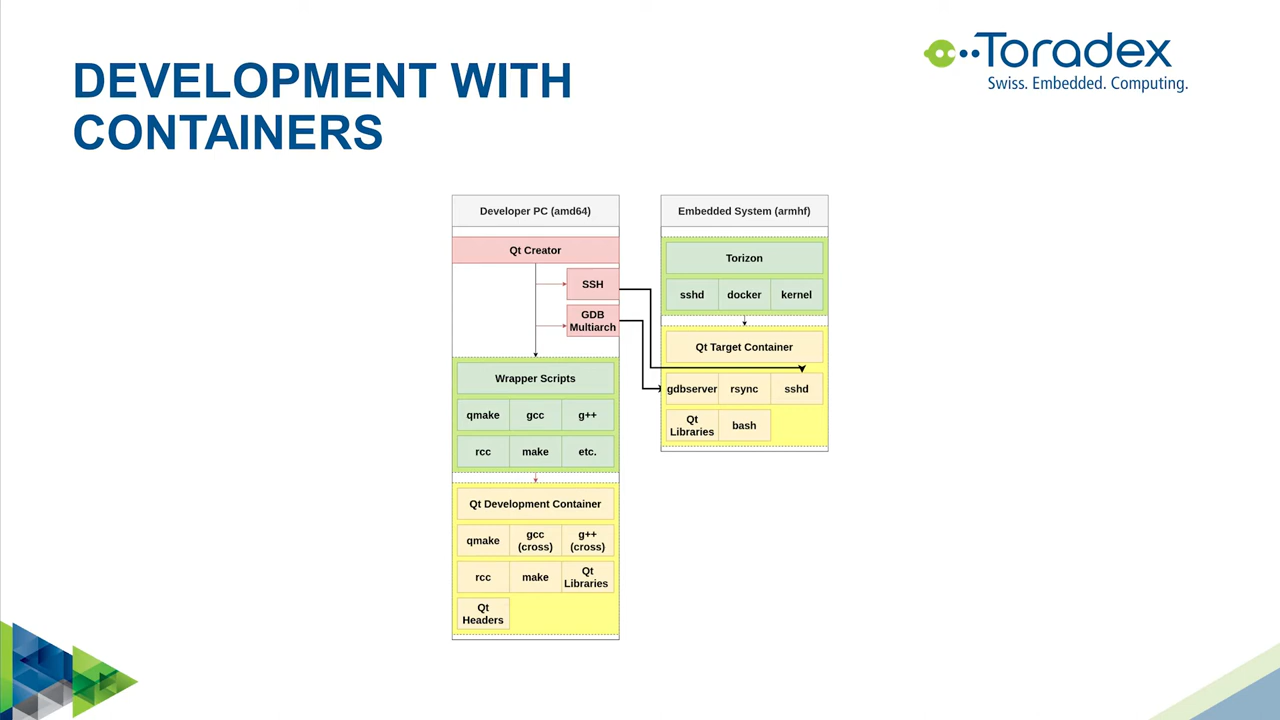 DEVELOPMENT WITH
CONTAINERS
Toradex
Swiss. Embedded. Computing.
Developer PC (amd64)
Qt Creator
SSH
GDB
Multiarch
Wrapper Scripts
qmake
gcc
g++
rcc
make
etc.
Qt Development Container
qmake
gcc
(cross)
g++
(cross)
rcc
make
Qt
Libraries
Qt
Headers
Embedded System (armhf)
Torizon
sshd
docker
kernel
Qt Target Container
gdbserver
rsync
sshd
Qt
Libraries
bash